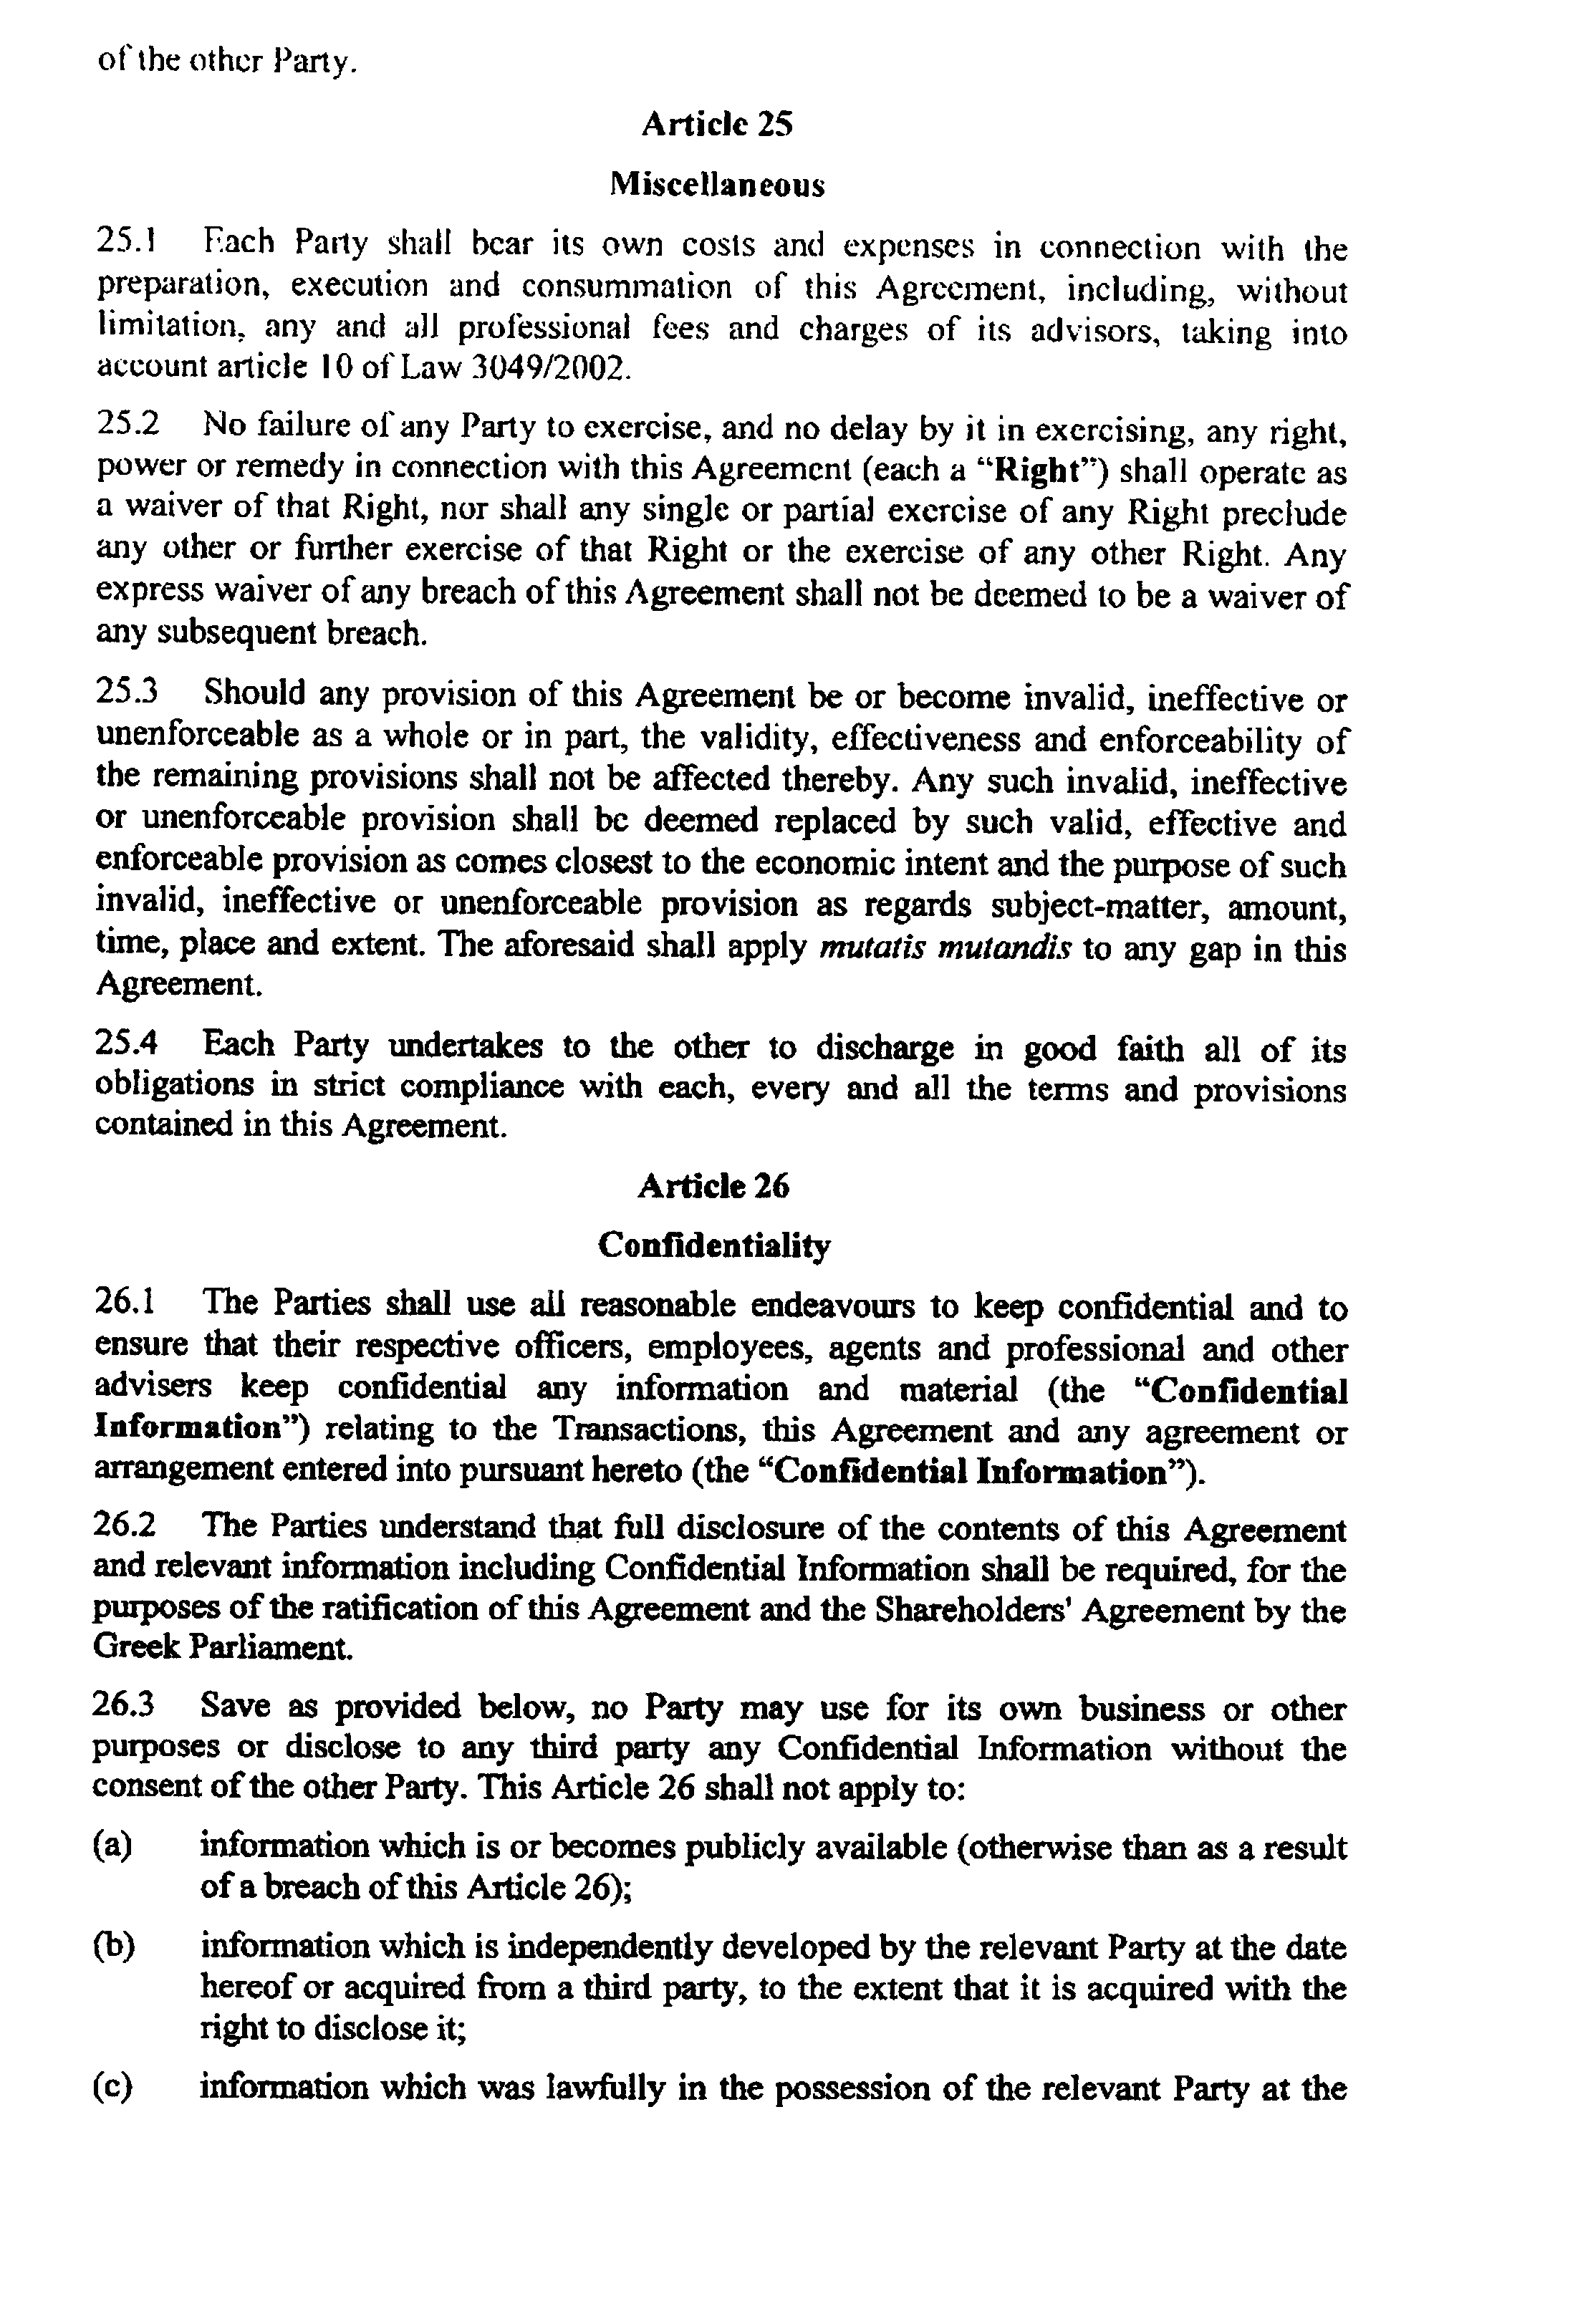 of the other Party.
Article 25
Miscellaneous
25.1 Each Party shall bear its own costs and expenses in connection with the
preparation, execution and consummation of this Agreement, including, without
limitation, any and all professional fees and charges of its advisors, taking into
account article 10 of Law 3049/2002.
25.2 No failure of any Party to exercise, and no delay by it in exercising, any right,
power or remedy in connection with this Agreement (each a “Right”) shall operate as
a waiver of that Right, nor shall any single or partial exercise of any Right preclude
any other or further exercise of that Right or the exercise of any other Right. Any
express waiver of any breach of this Agreement shall not be deemed to be a waiver of
any subsequent breach.
25.3 Should any provision of this Agreement be or become invalid, ineffective or
unenforceable as a whole or in part, the validity, effectiveness and enforceability of
the remaining provisions shall not be affected thereby. Any such invalid, ineffective
or unenforceable provision shall be deemed replaced by such valid, effective and
enforceable provision as comes closest to the economic intent and the purpose of such
invalid, ineffective or unenforceable provision as regards subject-matter, amount,
time, place and extent. The aforesaid shall apply mutatis mutandis to any gap in this
Agreement.
25.4 Each Party undertakes to the other to discharge in good faith all of its
obligations in strict compliance with each, every and all the terms and provisions
contained in this Agreement.
Article 26
Confidentiality
26.1 The Parties shall use all reasonable endeavours to keep confidential and to
ensure that their respective officers, employees, agents and professional and other
advisers keep confidential any information and material (the “Confidential
Information”) relating to the Transactions, this Agreement and any agreement or
arrangement entered into pursuant hereto (the “Confidential Information”).
26.2 The Parties understand that full disclosure of the contents of this Agreement
and relevant information including Confidential Information shall be required, for the
purposes of the ratification of this Agreement and the Shareholders' Agreement by the
Greek Parliament.
26.3 Save as provided below, no Party may use for its own business or other
purposes or disclose to any third party any Confidential Information without the
consent of the other Party. This Article 26 shall not apply to:
(a) information which is or becomes publicly available (otherwise than as a result
of a breach of this Article 26);
(b) information which is independently developed by the relevant Party at the date
hereof or acquired from a third party, to the extent that it is acquired with the
right to disclose it;
(c) information which was lawfully in the possession of the relevant Party at the